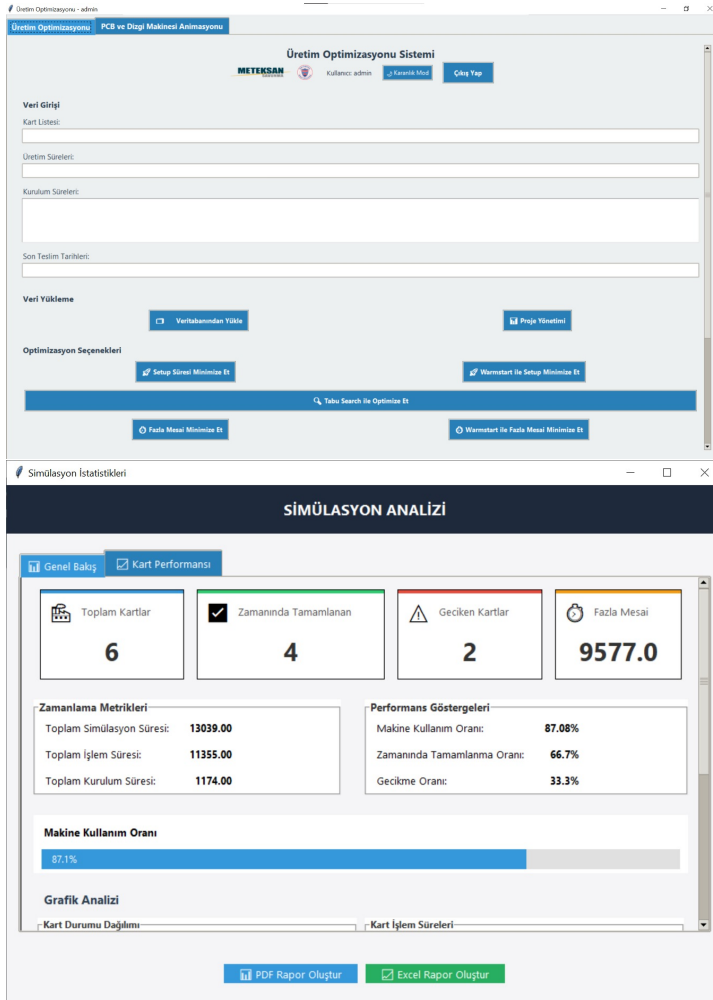 Üretim Optimizasyonu - admin
Üretim Optimizasyonu PCB ve Dizgi Makinesi Animasyonu
Üretim Optimizasyonu Sistemi
METEKSAN Kullanıcı: admin Karanlık Mod Çıkış Yap
Veri Girişi
Kart Listesi:
Üretim Süreleri:
Kurulum Süreleri:
Son Teslim Tarihleri:
Veri Yükleme
Veritabanından Yükle Proje Yönetimi
Optimizasyon Seçenekleri
Setup Süresi Minimize Et Warmstart ile Setup Minimize Et
Tabu Search ile Optimize Et
Fazla Mesai Minimize Et Warmstart ile Fazla Mesai Minimize Et
Simülasyon İstatistikleri
SİMÜLASYON ANALİZİ
Genel Bakış Kart Performansı
Toplam Kartlar Zamanında Tamamlanan Geciken Kartlar Fazla Mesai
6 4 2 9577.0
Zamanlama Metrikleri Performans Göstergeleri
Toplam Simülasyon Süresi: 13039.00 Makine Kullanım Oranı: 87.08%
Toplam İşlem Süresi: 11355.00 Zamanında Tamamlanma Oranı: 66.7%
Toplam Kurulum Süresi: 1174.00 Gecikme Oranı: 33.3%
Makine Kullanım Oranı
87.1%
Grafik Analizi
Kart Durumu Dağılımı Kart İşlem Süreleri
PDF Rapor Oluştur Excel Rapor Oluştur